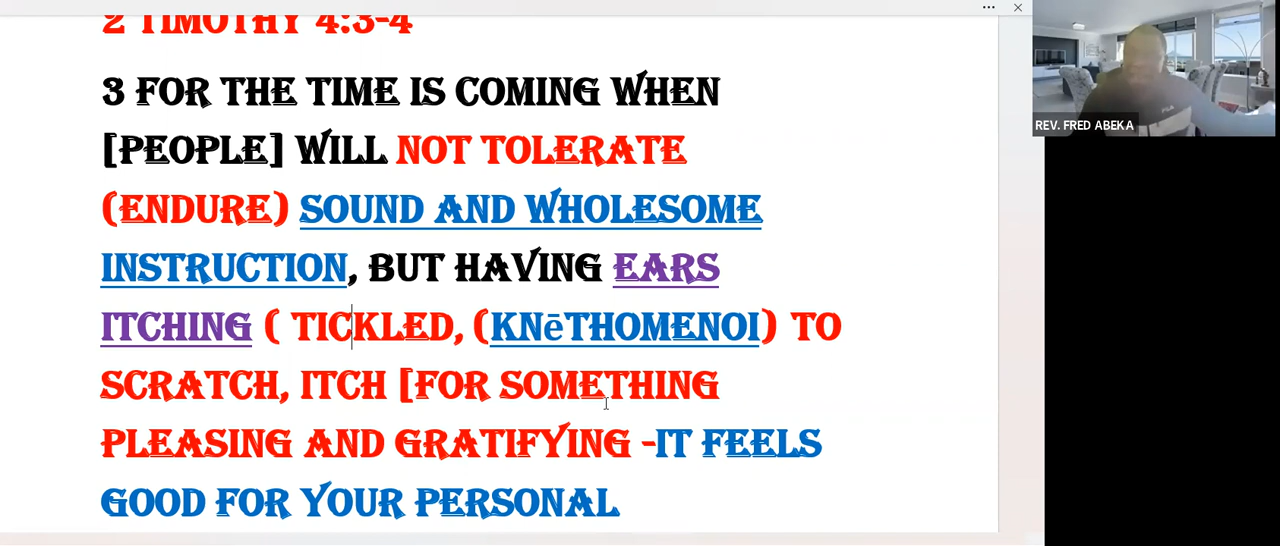 2 TIMOTHY 4:3-4
3 FOR THE TIME IS COMING WHEN
[PEOPLE] WILL NOT TOLERATE
(ENDURE) SOUND AND WHOLESOME
INSTRUCTION, BUT HAVING EARS
ITCHING ( TICKLED, (KNēTHOMENOI) TO
SCRATCH, ITCH [FOR SOMETHING
PLEASING AND GRATIFYING -IT FEELS
GOOD FOR YOUR PERSONAL
REV. FRED ABEKA
FILA